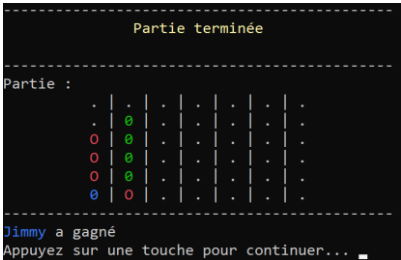 --------------------------------------------
Partie terminée
--------------------------------------------
Partie :
. | . | . | . | . | . | .
. | 0 | . | . | . | . | .
O | 0 | . | . | . | . | .
O | 0 | . | . | . | . | .
O | 0 | . | . | . | . | .
0 | O | . | . | . | . | .
--------------------------------------------
Jimmy a gagné
Appuyez sur une touche pour continuer... _